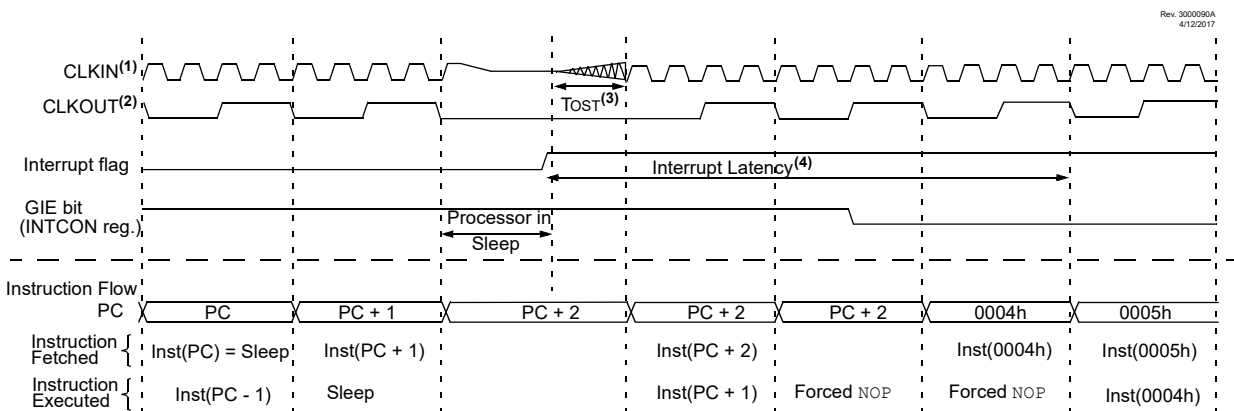 Rev. 3000090A
4/12/2017
CLKIN(1)
CLKOUT(2)
TOST(3)
Interrupt flag
Interrupt Latency(4)
GIE bit
(INTCON reg.)
Processor in
Sleep
Instruction Flow
PC PC PC + 1 PC + 2 PC + 2 PC + 2 0004h 0005h
Instruction
Fetched { Inst(PC) = Sleep Inst(PC + 1) Inst(PC + 2) Inst(0004h) Inst(0005h)
Instruction
Executed { Inst(PC - 1) Sleep Inst(PC + 1) Forced NOP Forced NOP Inst(0004h)